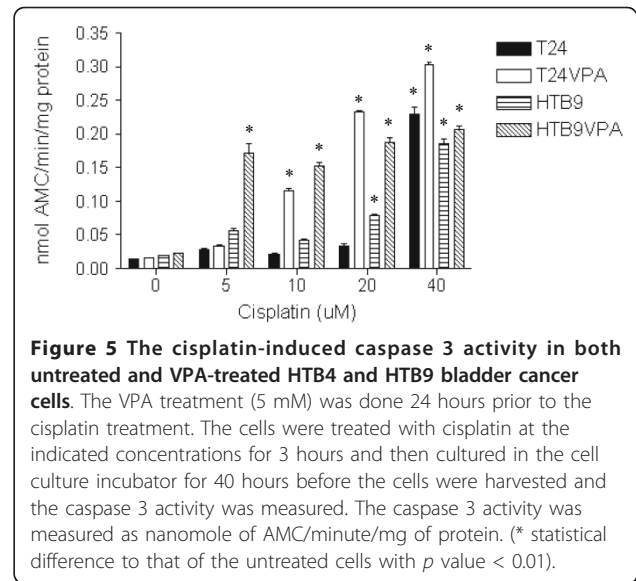 T24
T24VPA
HTB9
HTB9VPA
nmol AMC/min/mg protein
0.35
0.30
0.25
0.20
0.15
0.10
0.05
0.00
* * * * * * * * * * *
0 5 10 20 40
Cisplatin (uM)
Figure 5 The cisplatin-induced caspase 3 activity in both
untreated and VPA-treated HTB4 and HTB9 bladder cancer
cells. The VPA treatment (5 mM) was done 24 hours prior to the
cisplatin treatment. The cells were treated with cisplatin at the
indicated concentrations for 3 hours and then cultured in the cell
culture incubator for 40 hours before the cells were harvested and
the caspase 3 activity was measured. The caspase 3 activity was
measured as nanomole of AMC/minute/mg of protein. (* statistical
difference to that of the untreated cells with p value < 0.01).